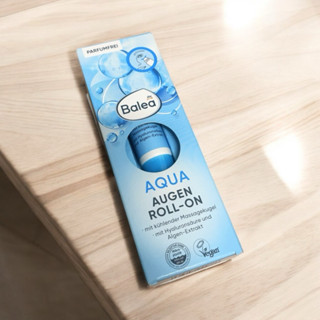 PARFUMFREI
Balea
AQUA
AUGEN
ROLL-ON
mit kühlender Massagekugel
mit Hyaluronsäure und
Algen-Extrakt
Vegan